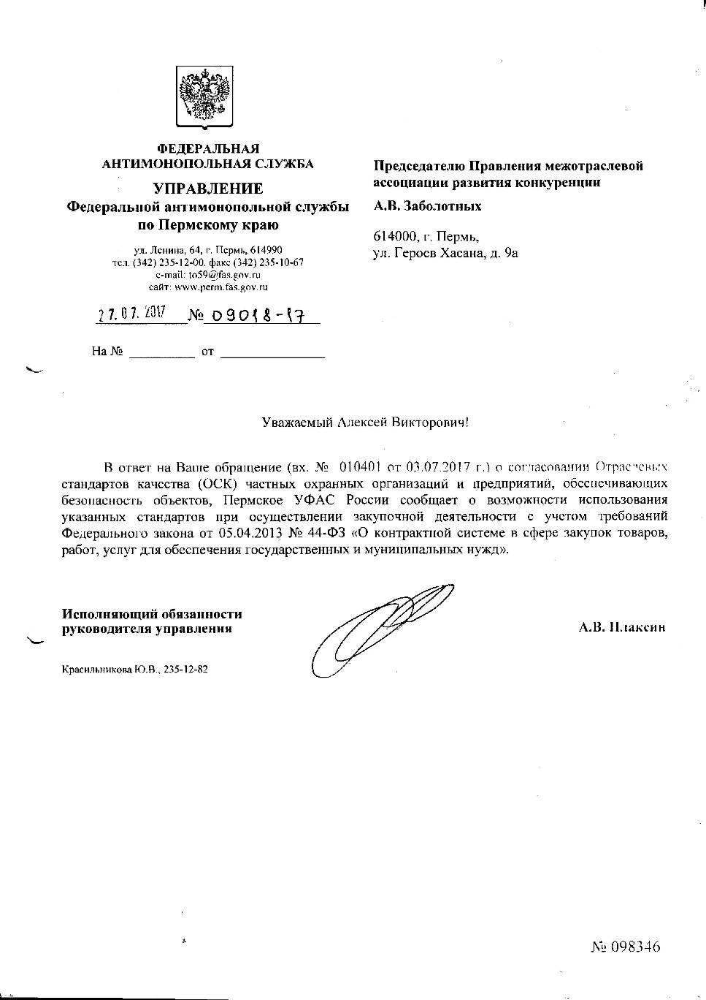 ФЕДЕРАЛЬНАЯ
АНТИМОНОПОЛЬНАЯ СЛУЖБА
УПРАВЛЕНИЕ
Федеральной антимонопольной службы
по Пермскому краю
ул. Ленина, 64, г. Пермь, 614990
тел. (342) 235-12-00, факс (342) 235-10-67
e-mail: to59@fas.gov.ru
сайт: www.perm.fas.gov.ru
27.07.2017 № 09018-17
На № __________ от ________________
Председателю Правления межотраслевой
ассоциации развития конкуренции
А.В. Заболотных
614000, г. Пермь,
ул. Героев Хасана, д. 9а
Уважаемый Алексей Викторович!
В ответ на Ваше обращение (вх. № 010401 от 03.07.2017 г.) о согласовании Отраслевых
стандартов качества (ОСК) частных охранных организаций и предприятий, обеспечивающих
безопасность объектов, Пермское УФАС России сообщает о возможности использования
указанных стандартов при осуществлении закупочной деятельности с учетом требований
Федерального закона от 05.04.2013 № 44-ФЗ «О контрактной системе в сфере закупок товаров,
работ, услуг для обеспечения государственных и муниципальных нужд».
Исполняющий обязанности
руководителя управления
А.В. Плаксин
Красильникова Ю.В., 235-12-82
№ 098346